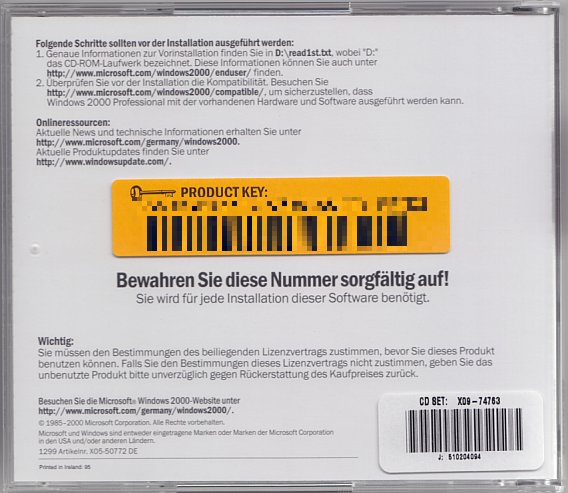 Folgende Schritte sollten vor der Installation ausgeführt werden:
1. Genaue Informationen zur Vorinstallation finden Sie in D:\read1st.txt, wobei "D:"
das CD-ROM-Laufwerk bezeichnet. Diese Informationen können Sie auch unter
http://www.microsoft.com/windows2000/enduser/ finden.
2. Überprüfen Sie vor der Installation die Kompatibilität. Besuchen Sie
http://www.microsoft.com/windows2000/compatible/, um sicherzustellen, dass
Windows 2000 Professional mit der vorhandenen Hardware und Software ausgeführt werden kann.
Onlineressourcen:
Aktuelle News und technische Informationen erhalten Sie unter
http://www.microsoft.com/germany/windows2000.
Aktuelle Produktupdates finden Sie unter
http://www.windowsupdate.com/.
PRODUCT KEY:
Bewahren Sie diese Nummer sorgfältig auf!
Sie wird für jede Installation dieser Software benötigt.
Wichtig:
Sie müssen den Bestimmungen des beiliegenden Lizenzvertrags zustimmen, bevor Sie dieses Produkt
benutzen können. Falls Sie den Bestimmungen dieses Vertrags nicht zustimmen, geben Sie das
unbenutzte Produkt bitte unverzüglich gegen Rückerstattung des Kaufpreises zurück.
Besuchen Sie die Microsoft® Windows 2000-Website unter
http://www.microsoft.com/germany/windows2000/.
© 1985–2000 Microsoft Corporation. Alle Rechte vorbehalten.
Microsoft und Windows sind entweder eingetragene Marken oder Marken der Microsoft Corporation
in den USA und/oder anderen Ländern.
1299 Artikelnr. X05-50772 DE
Printed in Ireland: 95
CD SET: X09-74763
J: 510204094